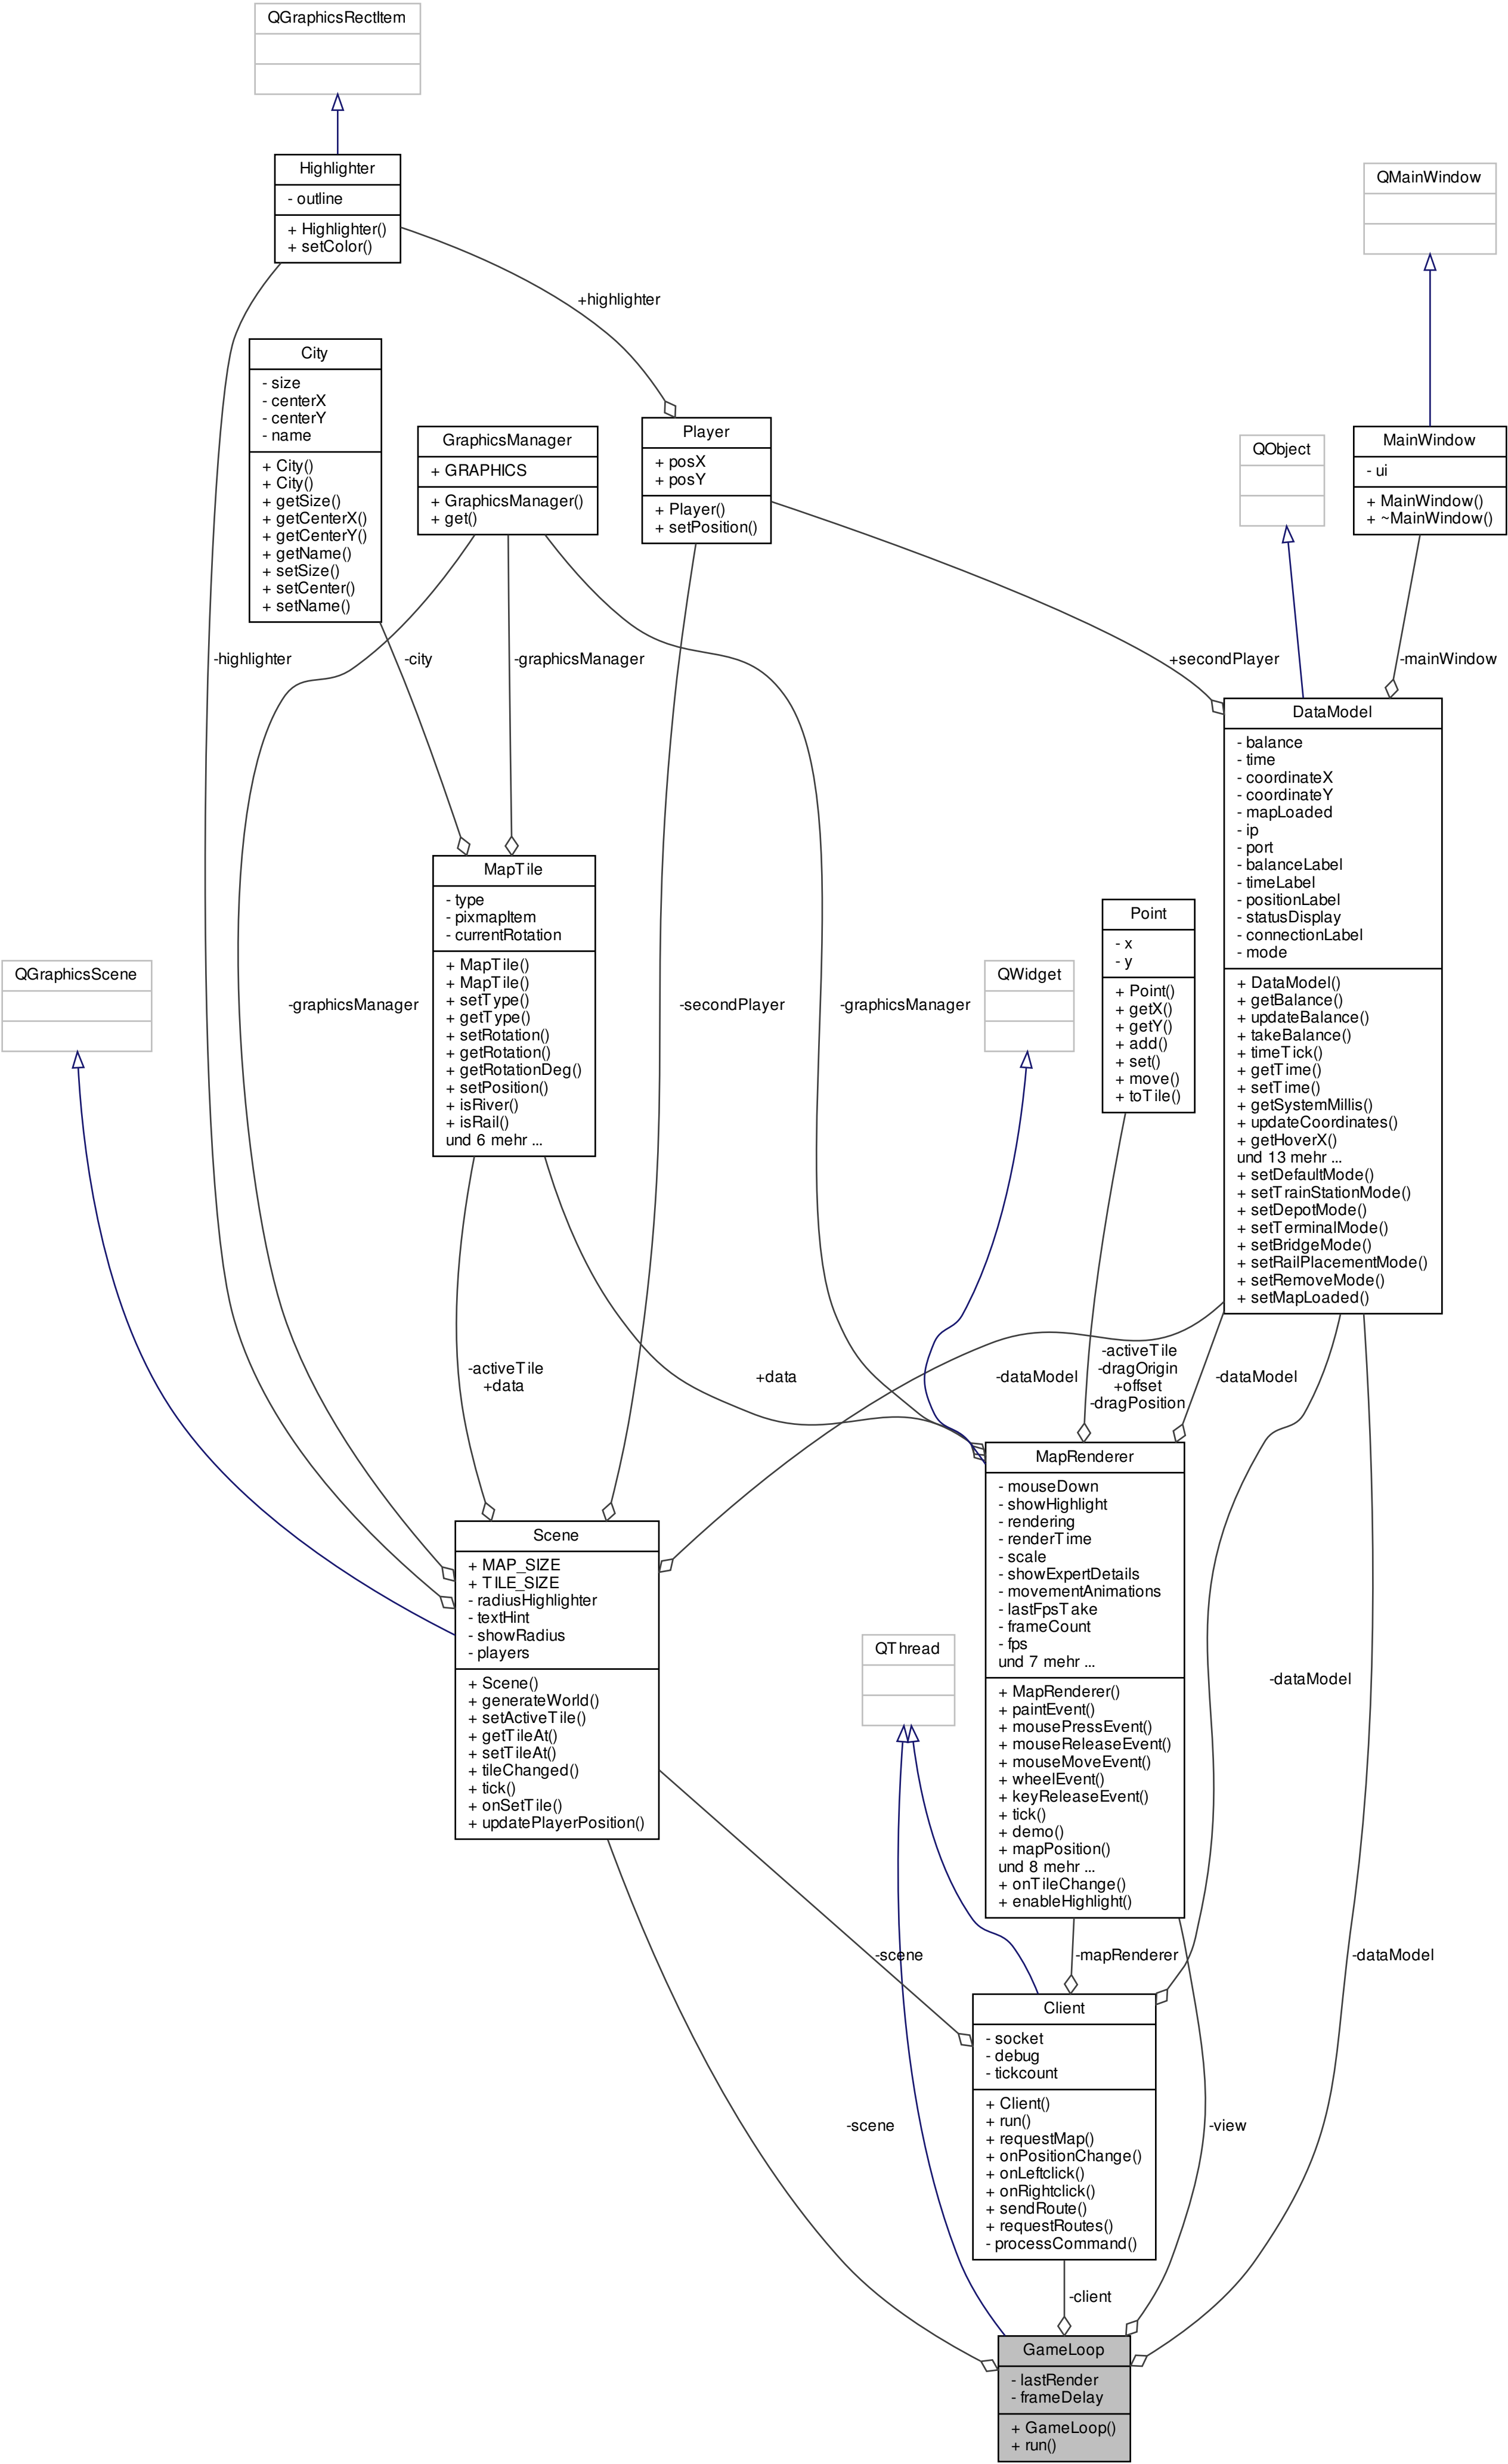 QGraphicsRectItem
Highlighter
- outline
+ Highlighter()
+ setColor()
QMainWindow
+highlighter
City
- size
- centerX
- centerY
- name
+ City()
+ City()
+ getSize()
+ getCenterX()
+ getCenterY()
+ getName()
+ setSize()
+ setCenter()
+ setName()
GraphicsManager
+ GRAPHICS
+ GraphicsManager()
+ get()
Player
+ posX
+ posY
+ Player()
+ setPosition()
QObject
MainWindow
- ui
+ MainWindow()
+ ~MainWindow()
-highlighter
-city
-graphicsManager
+secondPlayer
-mainWindow
DataModel
- balance
- time
- coordinateX
- coordinateY
- mapLoaded
- ip
- port
- balanceLabel
- timeLabel
- positionLabel
- statusDisplay
- connectionLabel
- mode
+ DataModel()
+ getBalance()
+ updateBalance()
+ takeBalance()
+ timeTick()
+ getTime()
+ setTime()
+ getSystemMillis()
+ updateCoordinates()
+ getHoverX()
und 13 mehr ...
+ setDefaultMode()
+ setTrainStationMode()
+ setDepotMode()
+ setTerminalMode()
+ setBridgeMode()
+ setRailPlacementMode()
+ setRemoveMode()
+ setMapLoaded()
MapTile
- type
- pixmapItem
- currentRotation
+ MapTile()
+ MapTile()
+ setType()
+ getType()
+ setRotation()
+ getRotation()
+ getRotationDeg()
+ setPosition()
+ isRiver()
+ isRail()
und 6 mehr ...
Point
- x
- y
+ Point()
+ getX()
+ getY()
+ add()
+ set()
+ move()
+ toTile()
QGraphicsScene
QWidget
-graphicsManager
-secondPlayer
-graphicsManager
-activeTile
+data
+data
-dataModel
-activeTile
-dragOrigin
+offset
-dragPosition
-dataModel
MapRenderer
- mouseDown
- showHighlight
- rendering
- renderTime
- scale
- showExpertDetails
- movementAnimations
- lastFpsTake
- frameCount
- fps
und 7 mehr ...
+ MapRenderer()
+ paintEvent()
+ mousePressEvent()
+ mouseReleaseEvent()
+ mouseMoveEvent()
+ wheelEvent()
+ keyReleaseEvent()
+ tick()
+ demo()
+ mapPosition()
und 8 mehr ...
+ onTileChange()
+ enableHighlight()
Scene
+ MAP_SIZE
+ TILE_SIZE
- radiusHighlighter
- textHint
- showRadius
- players
+ Scene()
+ generateWorld()
+ setActiveTile()
+ getTileAt()
+ setTileAt()
+ tileChanged()
+ tick()
+ onSetTile()
+ updatePlayerPosition()
QThread
-dataModel
-scene
-mapRenderer
-dataModel
Client
- socket
- debug
- tickcount
+ Client()
+ run()
+ requestMap()
+ onPositionChange()
+ onLeftclick()
+ onRightclick()
+ sendRoute()
+ requestRoutes()
- processCommand()
-scene
-view
-client
GameLoop
- lastRender
- frameDelay
+ GameLoop()
+ run()